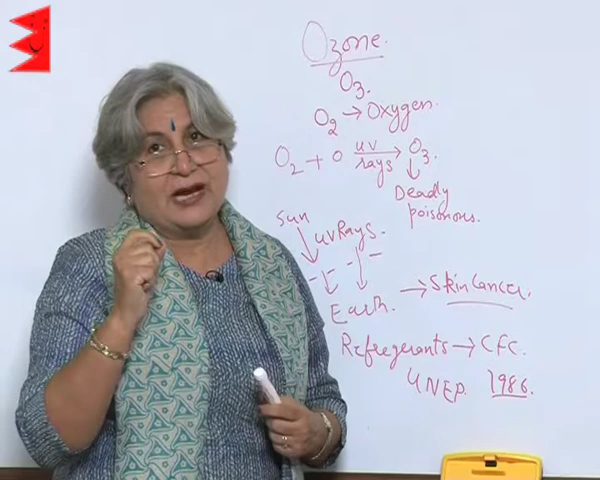 Ozone.
O3.
O2 → Oxygen.
O2 + O uv rays → O3.
Deadly poisonous.
Sun
uv Rays.
Earth. → Skin Cancer.
Refregerants → CFC.
UNEP. 1986.